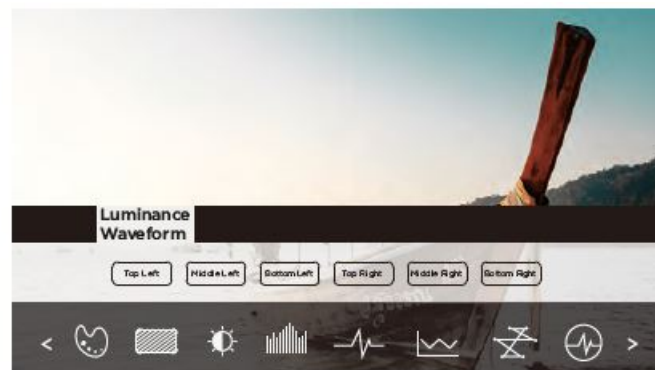 Luminance
Waveform
Top Left Middle Left Bottom Left Top Right Middle Right Bottom Right
< >